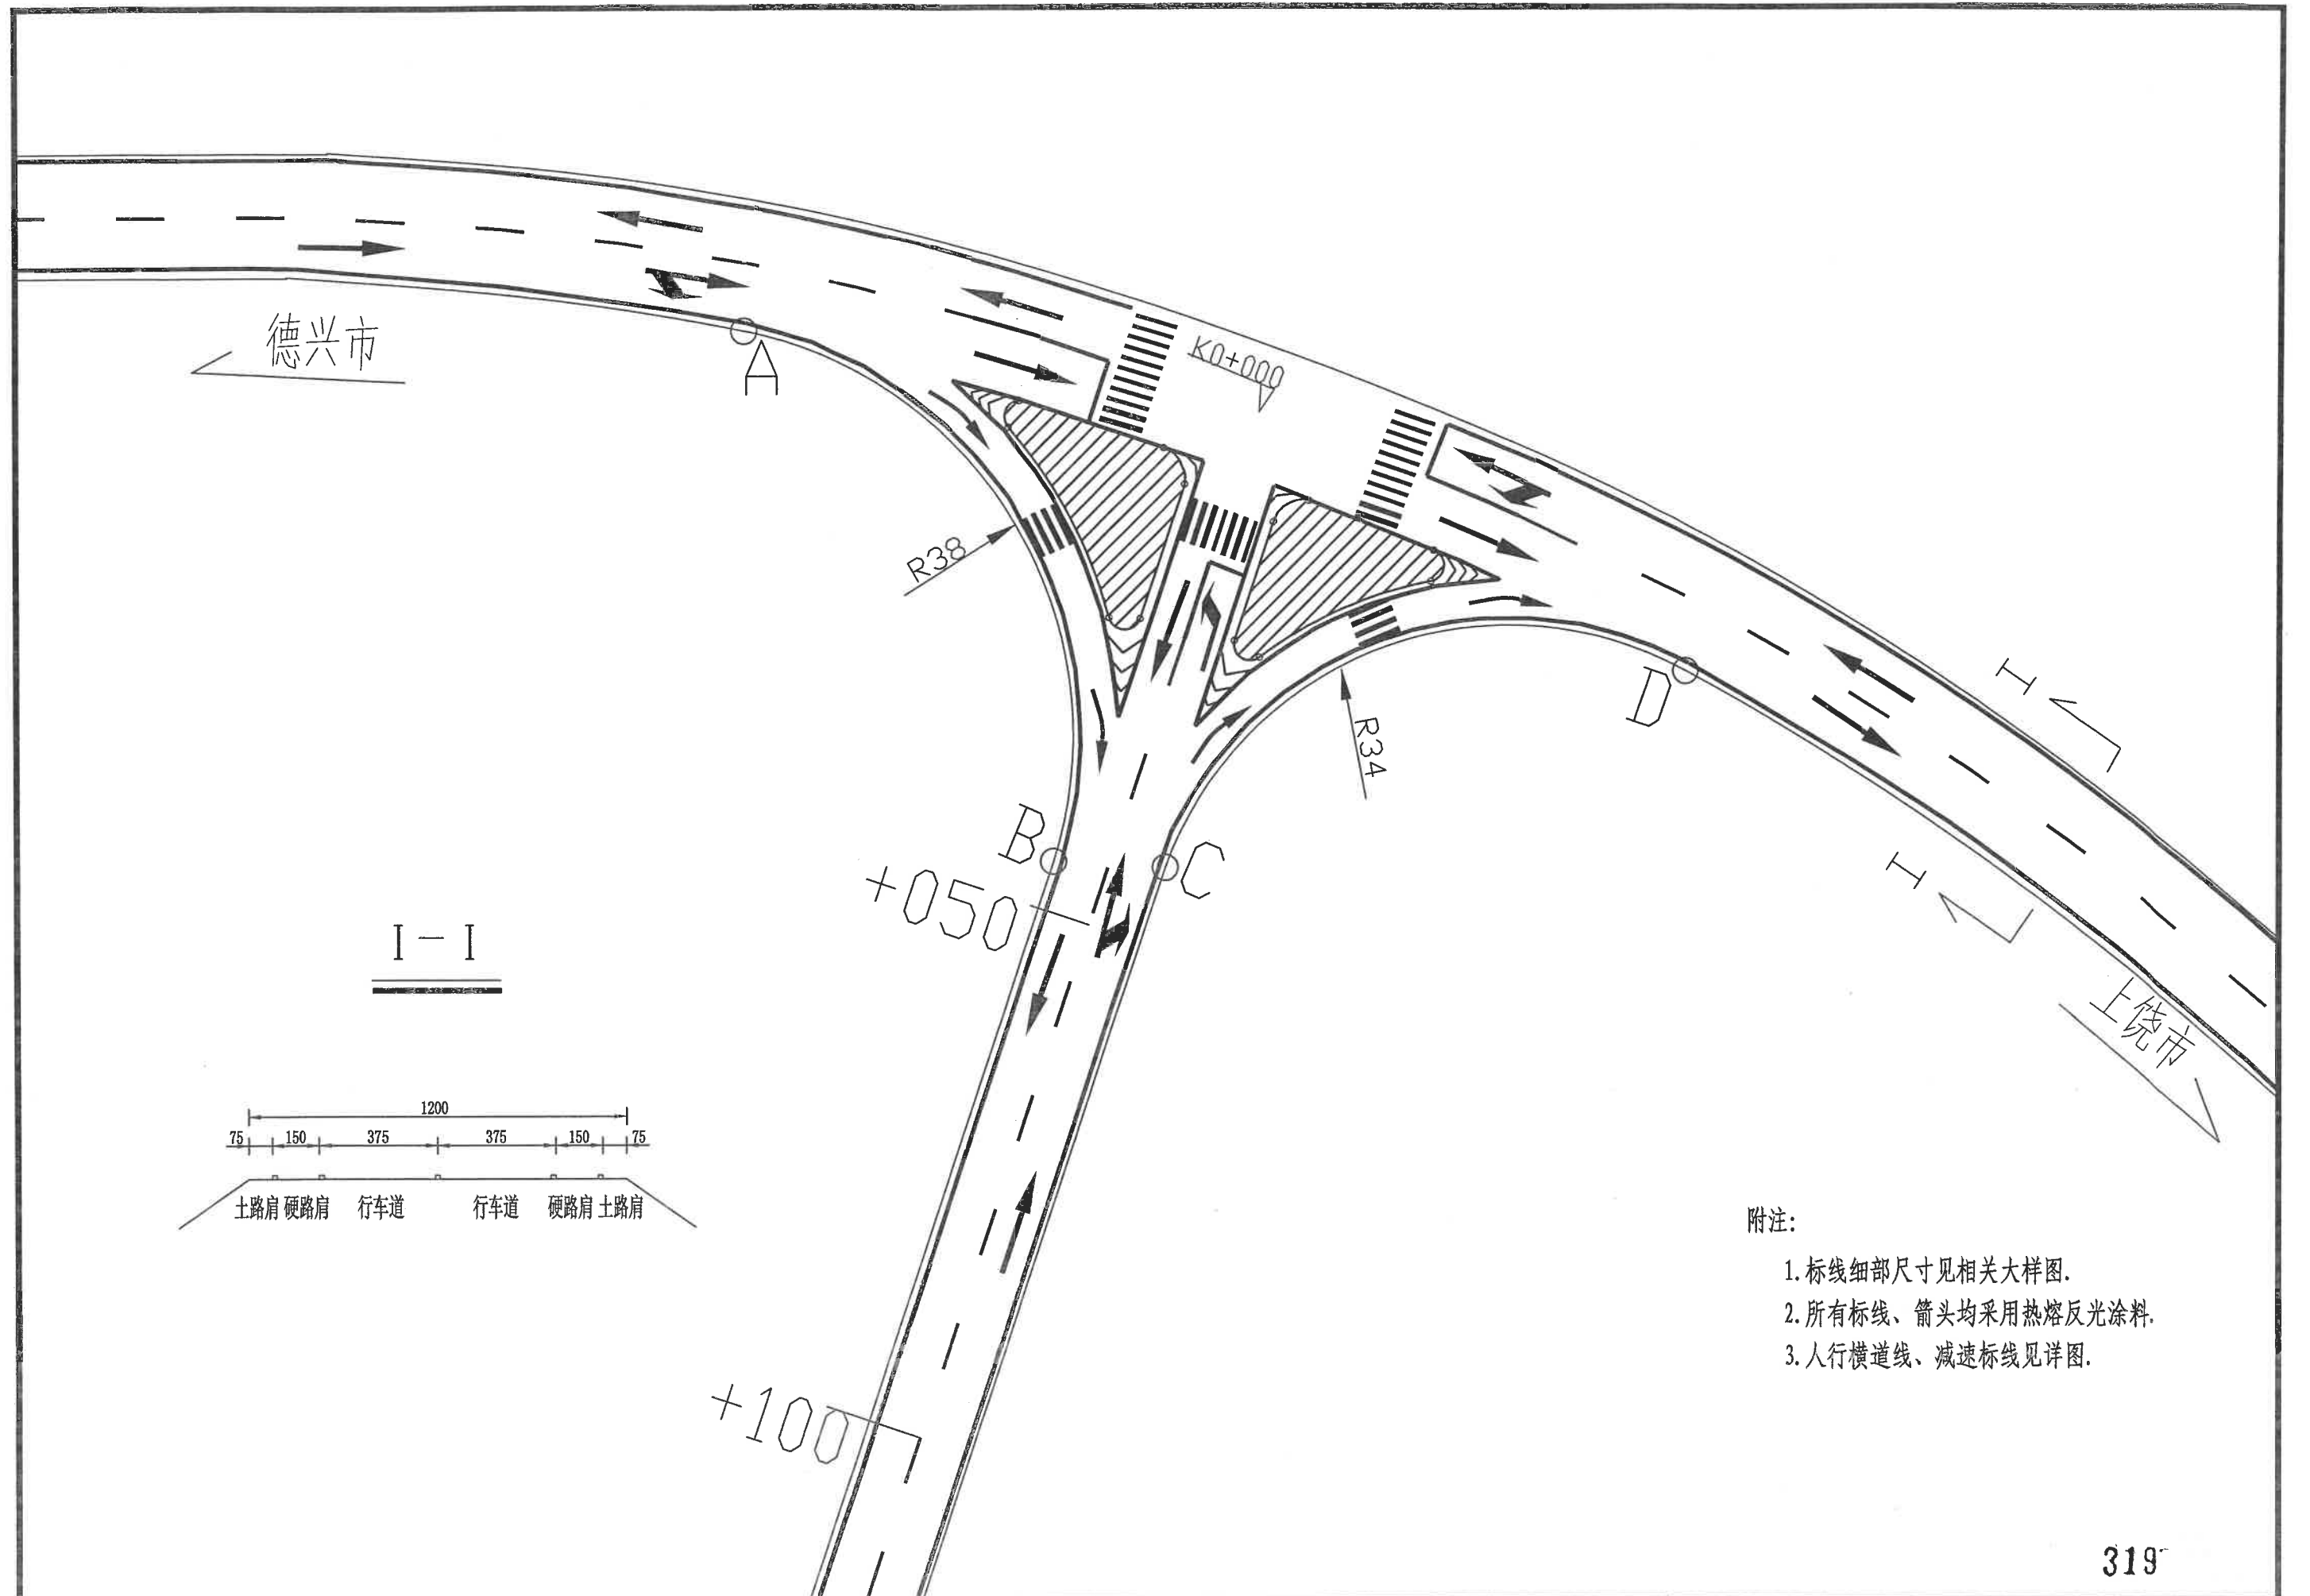 德兴市
A
K0+000
R38
R34
D
I
I
B
C
+050
I - I
上饶市
1200
75 150 375 375 150 75
土路肩 硬路肩 行车道 行车道 硬路肩 土路肩
+100
附注:
1.标线细部尺寸见相关大样图.
2.所有标线、箭头均采用热熔反光涂料.
3.人行横道线、减速标线见详图.
319